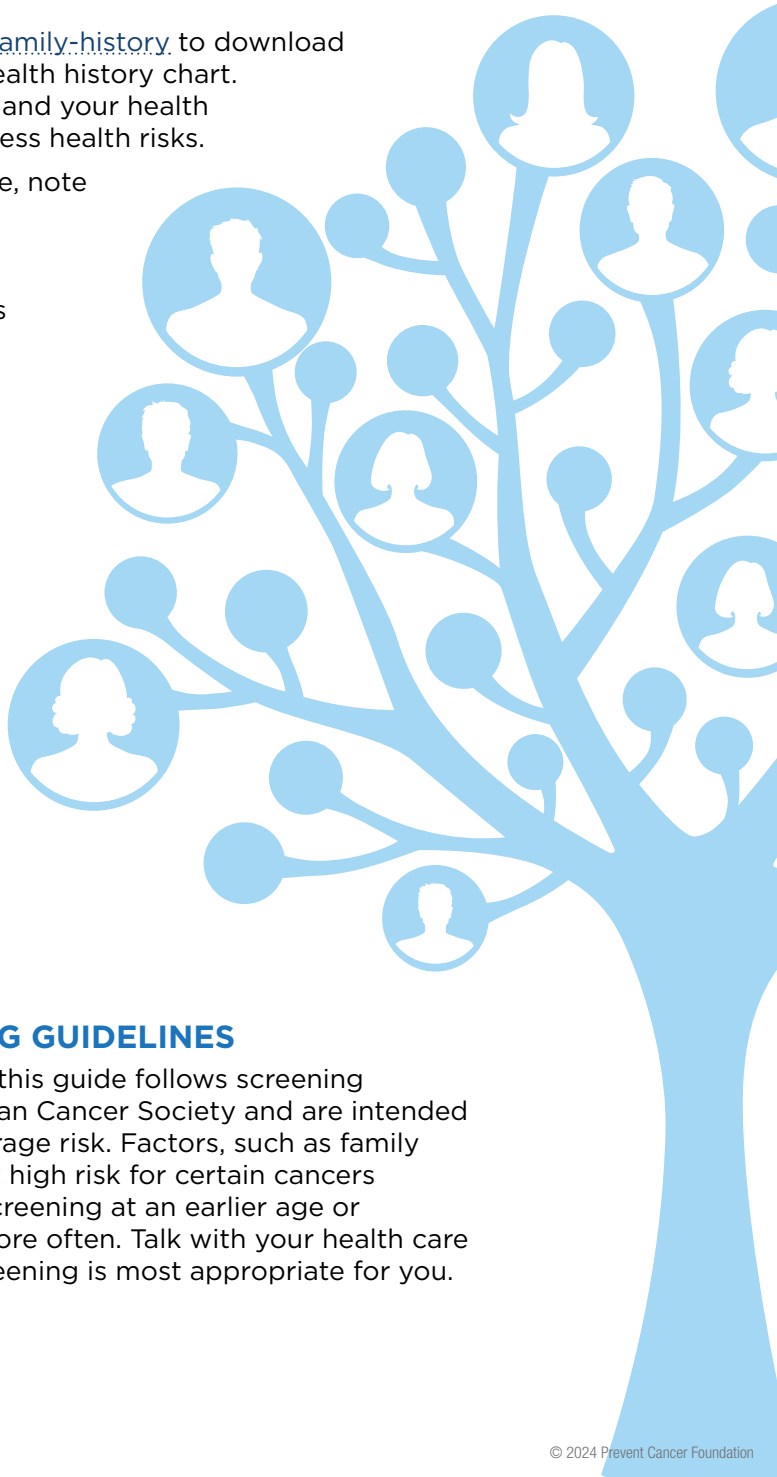 amily-history to download
ealth history chart.
and your health
ess health risks.
e, note
s
G GUIDELINES
this guide follows screening
an Cancer Society and are intended
rage risk. Factors, such as family
high risk for certain cancers
creening at an earlier age or
ore often. Talk with your health care
eening is most appropriate for you.
© 2024 Prevent Cancer Foundation